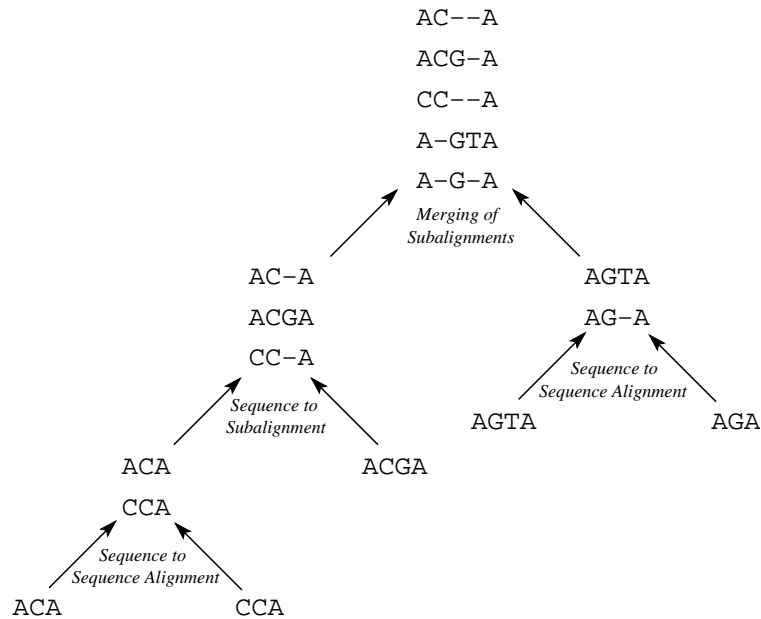 AC--A
ACG-A
CC--A
A-GTA
A-G-A
Merging of
Subalignments
AC-A
ACGA
CC-A
AGTA
AG-A
Sequence to
Subalignment
Sequence to
Sequence Alignment
AGTA
AGA
ACA
CCA
ACGA
Sequence to
Sequence Alignment
ACA
CCA